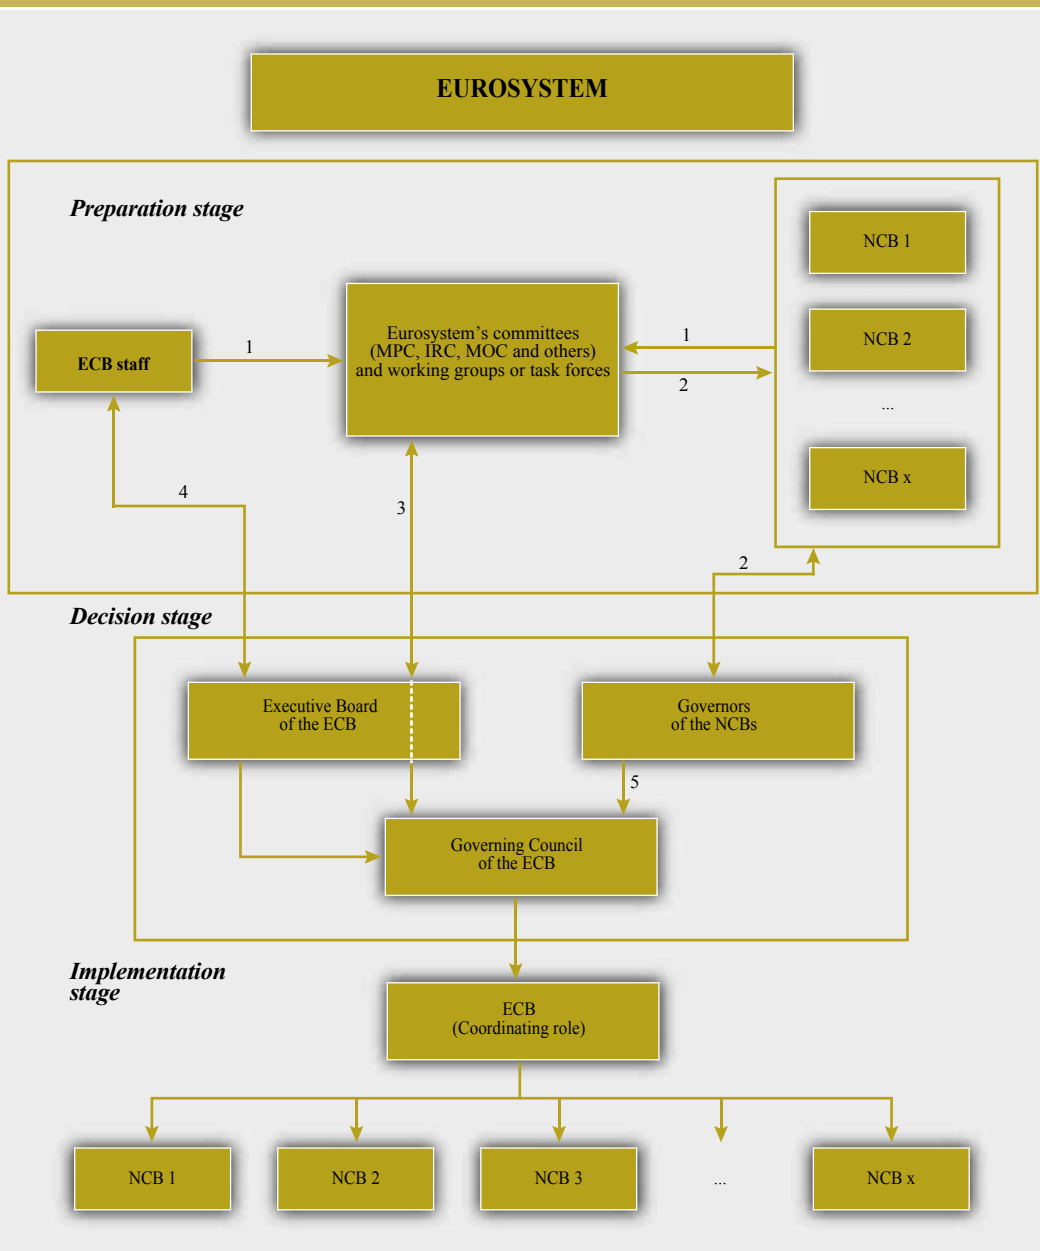 EUROSYSTEM
Preparation stage
NCB 1
NCB 2
...
NCB x
ECB staff
1
Eurosystem’s committees
(MPC, IRC, MOC and others)
and working groups or task forces
1
2
4
3
2
Decision stage
Executive Board
of the ECB
Governors
of the NCBs
5
Governing Council
of the ECB
Implementation
stage
ECB
(Coordinating role)
NCB 1
NCB 2
NCB 3
...
NCB x